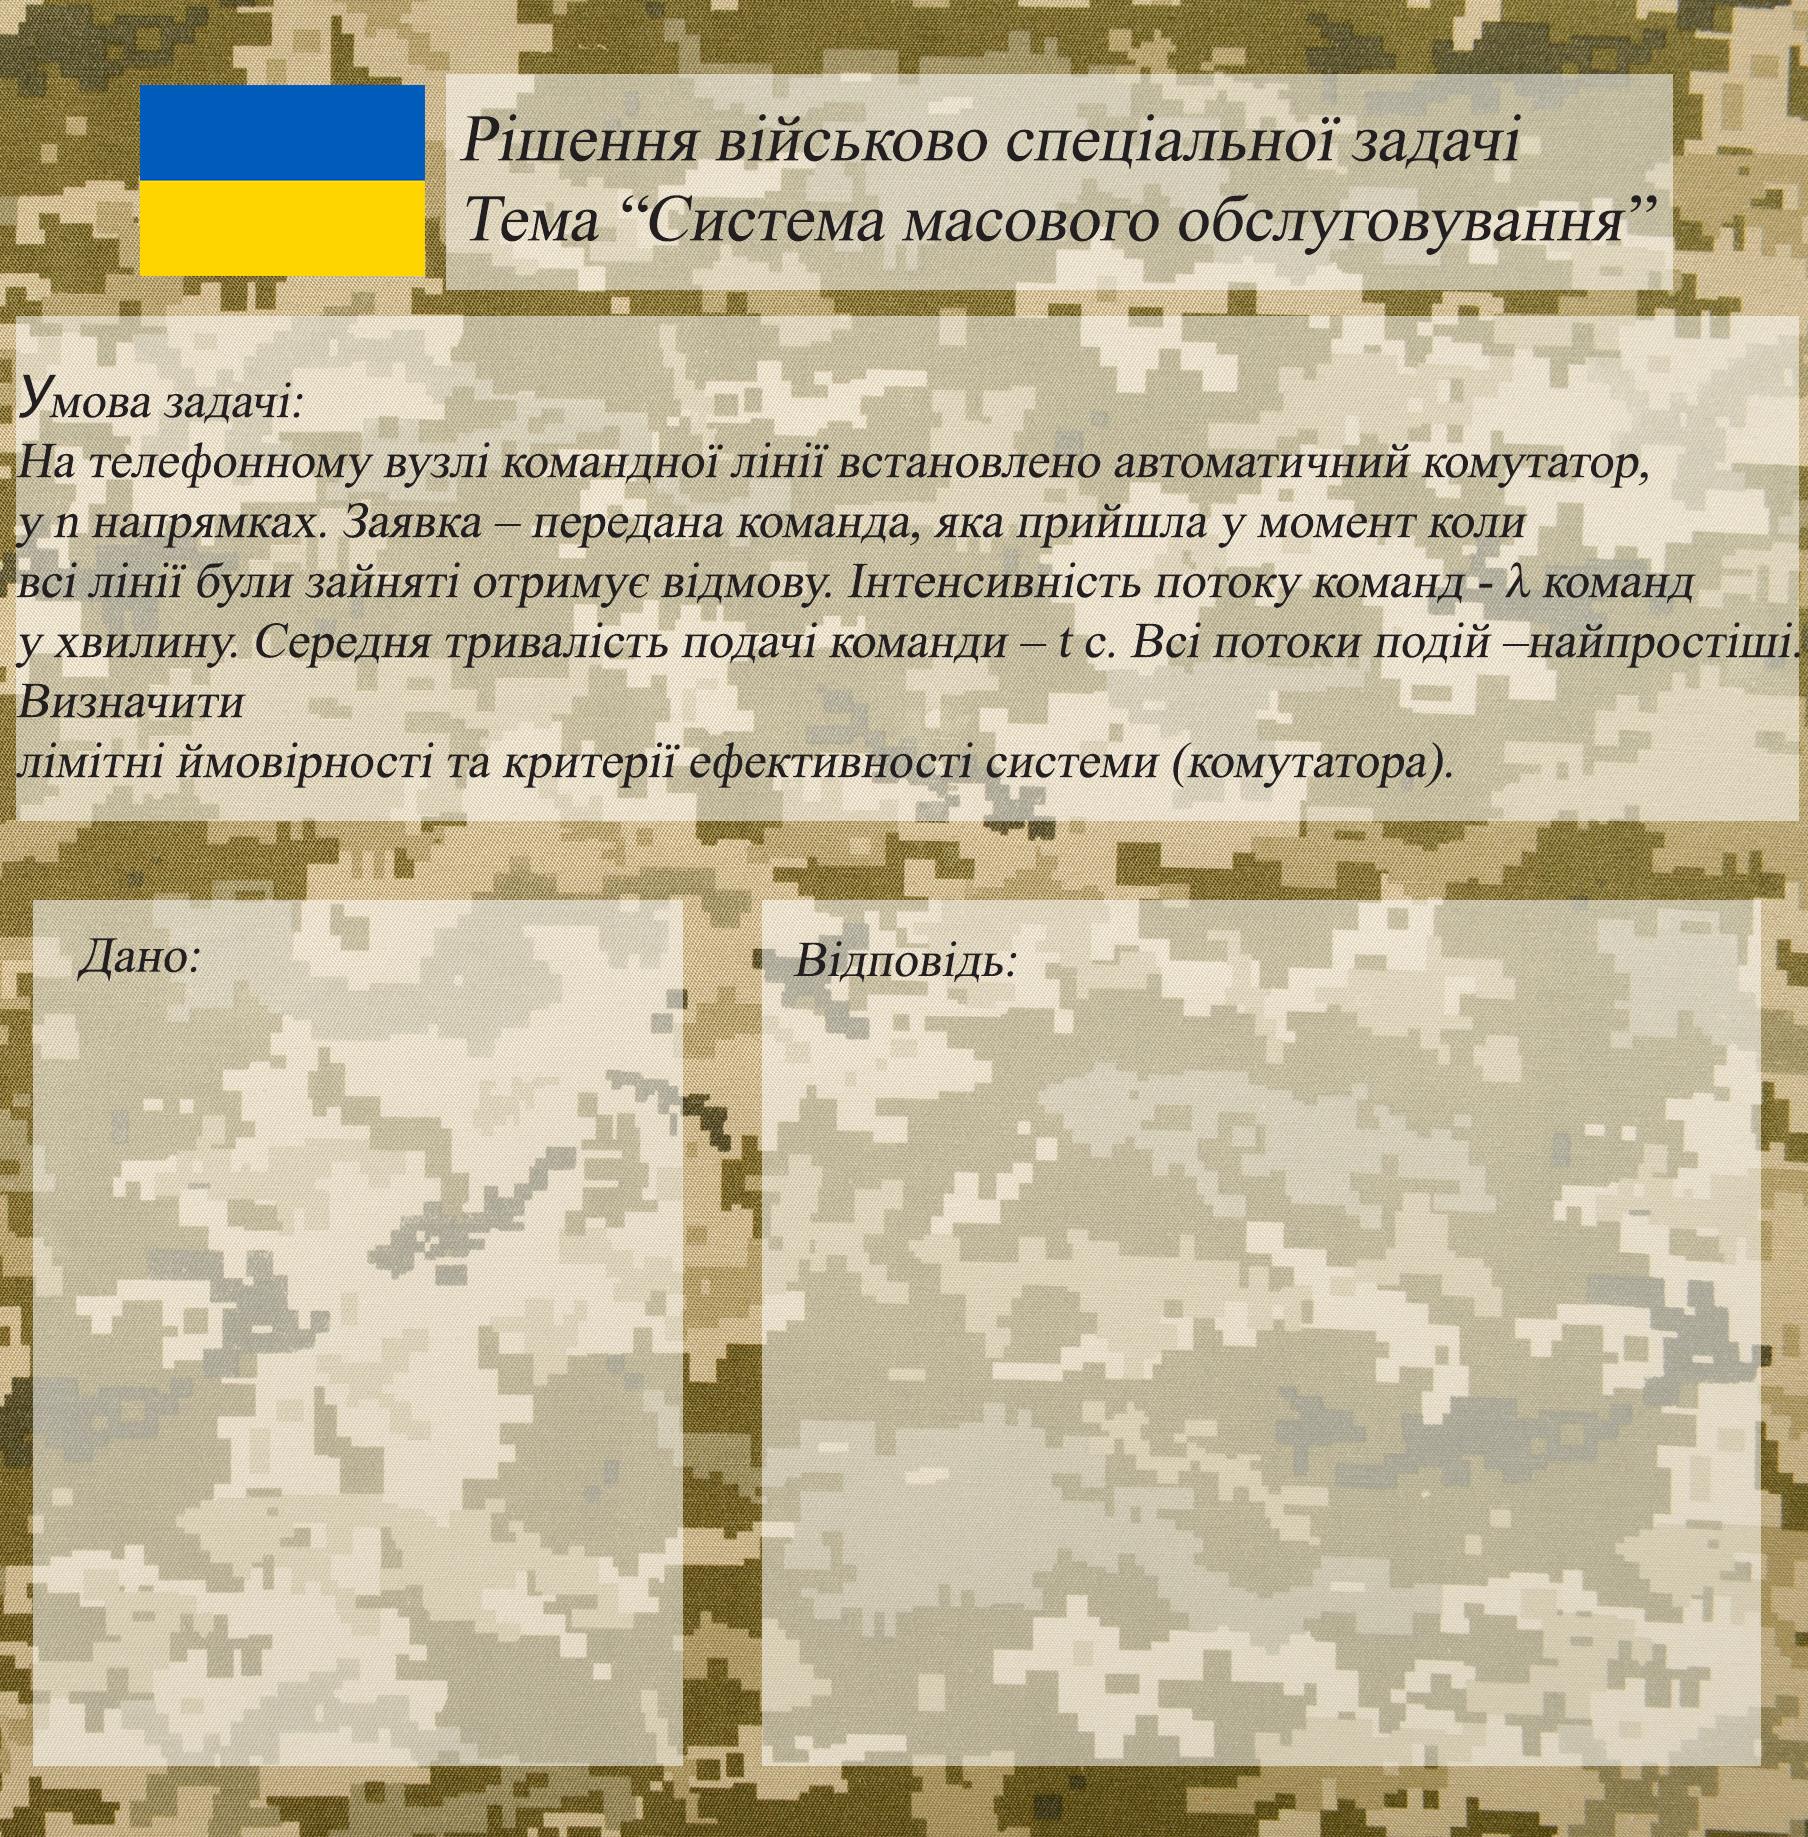 Рішення військово спеціальної задачі
Тема “Система масового обслуговування”
Умова задачі:
На телефонному вузлі командної лінії встановлено автоматичний комутатор,
у n напрямках. Заявка – передана команда, яка прийшла у момент коли
всі лінії були зайняті отримує відмову. Інтенсивність потоку команд - λ команд
у хвилину. Середня тривалість подачі команди – t с. Всі потоки подій –найпростіші.
Визначити
лімітні ймовірності та критерії ефективності системи (комутатора).
Дано:
Відповідь: